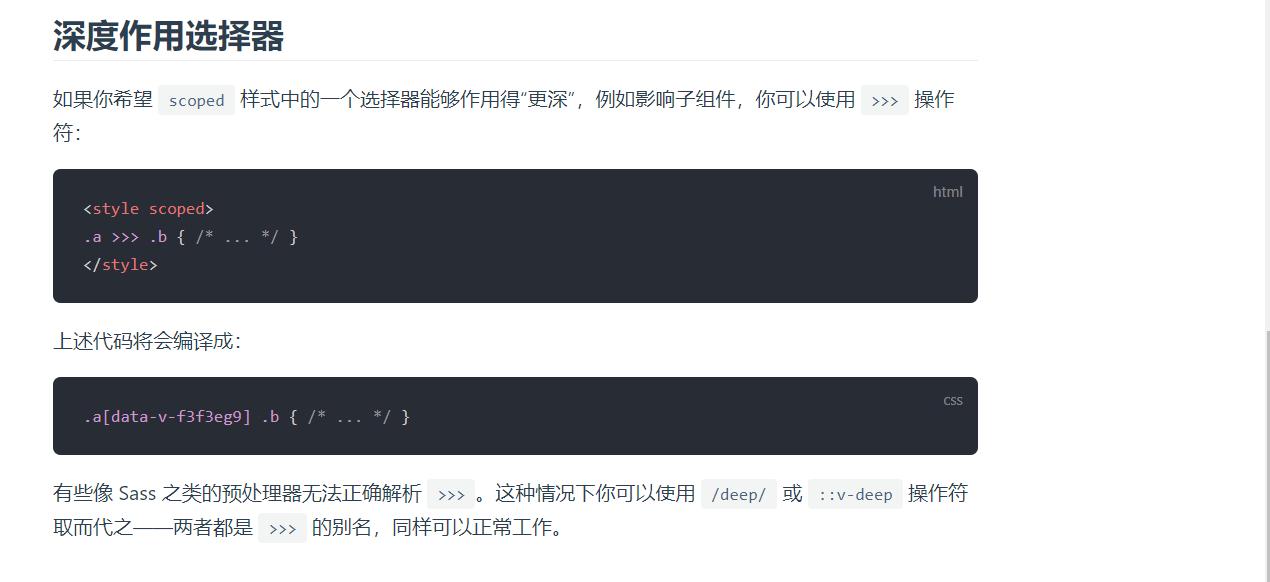 深度作用选择器
如果你希望 scoped 样式中的一个选择器能够作用得“更深”，例如影响子组件，你可以使用 >>> 操作
符：
html
<style scoped>
.a >>> .b { /* ... */ }
</style>
上述代码将会编译成：
css
.a[data-v-f3f3eg9] .b { /* ... */ }
有些像 Sass 之类的预处理器无法正确解析 >>> 。这种情况下你可以使用 /deep/ 或 ::v-deep 操作符
取而代之——两者都是 >>> 的别名，同样可以正常工作。